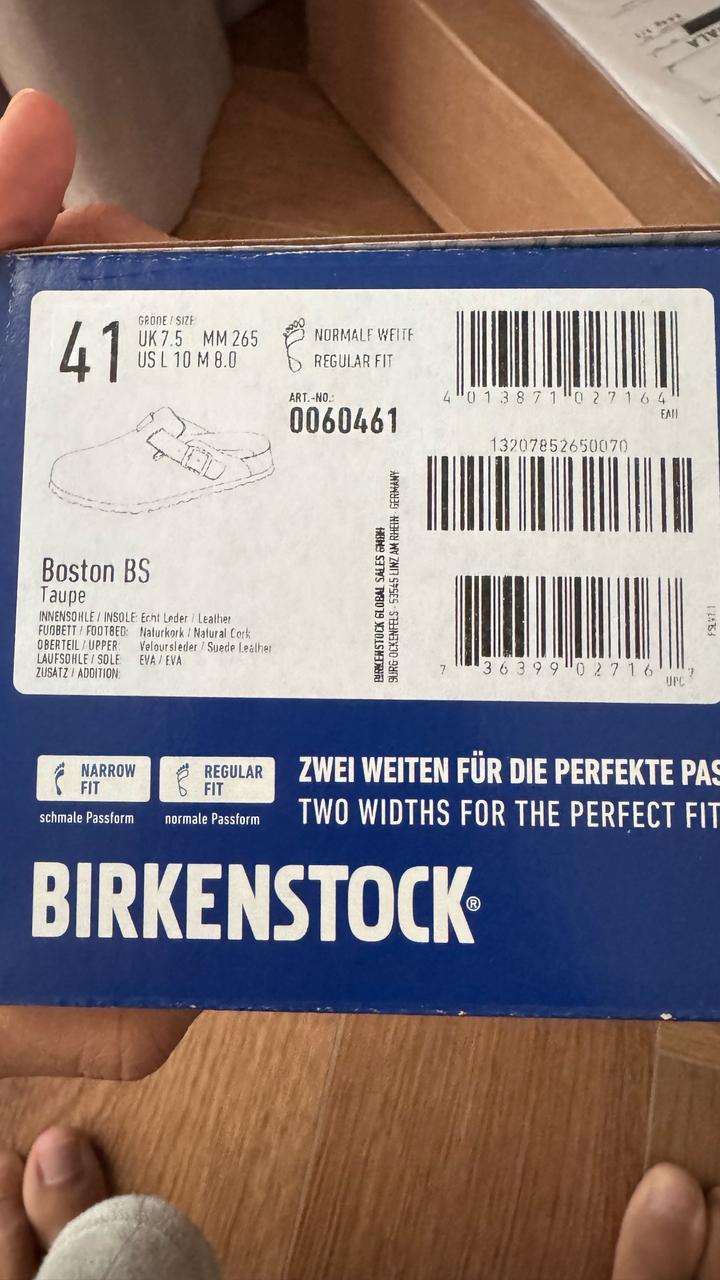 41
GRÖßE / SIZE:
UK 7.5 MM 265
US L 10 M 8.0
NORMALE WEITE
REGULAR FIT
ART.-NO.:
0060461
4 013871 027164
EAN
13207852650070
7 36399 02716 7
UPC
BIRKENSTOCK GLOBAL SALES GMBH
BURG OCKENFELS - 53545 LINZ AM RHEIN - GERMANY
Boston BS
Taupe
INNENSOHLE / INSOLE: Echt Leder / Leather
FUßBETT / FOOTBED: Naturkork / Natural Cork
OBERTEIL / UPPER: Veloursleder / Suede Leather
LAUFSOHLE / SOLE: EVA / EVA
ZUSATZ / ADDITION:
NARROW
FIT
schmale Passform
REGULAR
FIT
normale Passform
ZWEI WEITEN FÜR DIE PERFEKTE PAS
TWO WIDTHS FOR THE PERFECT FIT
BIRKENSTOCK®